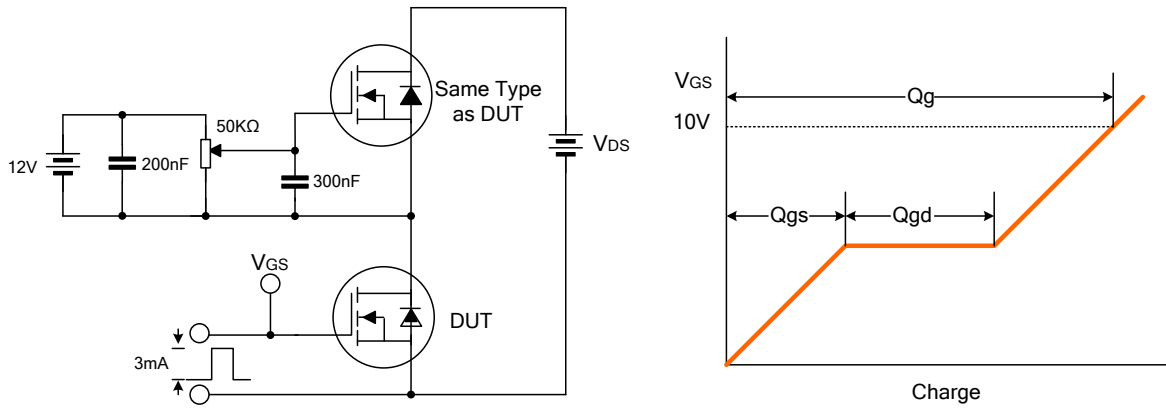 Same Type
as DUT
50KΩ
12V
200nF
300nF
VDS
VGS
DUT
3mA
VGS
Qg
10V
Qgs
Qgd
Charge